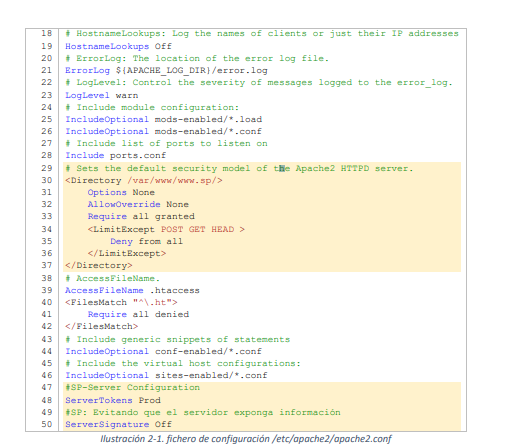 18 # HostnameLookups: Log the names of clients or just their IP addresses
19 HostnameLookups Off
20 # ErrorLog: The location of the error log file.
21 ErrorLog ${APACHE_LOG_DIR}/error.log
22 # LogLevel: Control the severity of messages logged to the error_log.
23 LogLevel warn
24 # Include module configuration:
25 IncludeOptional mods-enabled/*.load
26 IncludeOptional mods-enabled/*.conf
27 # Include list of ports to listen on
28 Include ports.conf
29 # Sets the default security model of the Apache2 HTTPD server.
30 <Directory /var/www/www.sp/>
31 Options None
32 AllowOverride None
33 Require all granted
34 <LimitExcept POST GET HEAD >
35 Deny from all
36 </LimitExcept>
37 </Directory>
38 # AccessFileName.
39 AccessFileName .htaccess
40 <FilesMatch "^\.ht">
41 Require all denied
42 </FilesMatch>
43 # Include generic snippets of statements
44 IncludeOptional conf-enabled/*.conf
45 # Include the virtual host configurations:
46 IncludeOptional sites-enabled/*.conf
47 #SP-Server Configuration
48 ServerTokens Prod
49 #SP: Evitando que el servidor exponga información
50 ServerSignature Off
Ilustración 2-1. fichero de configuración /etc/apache2/apache2.conf